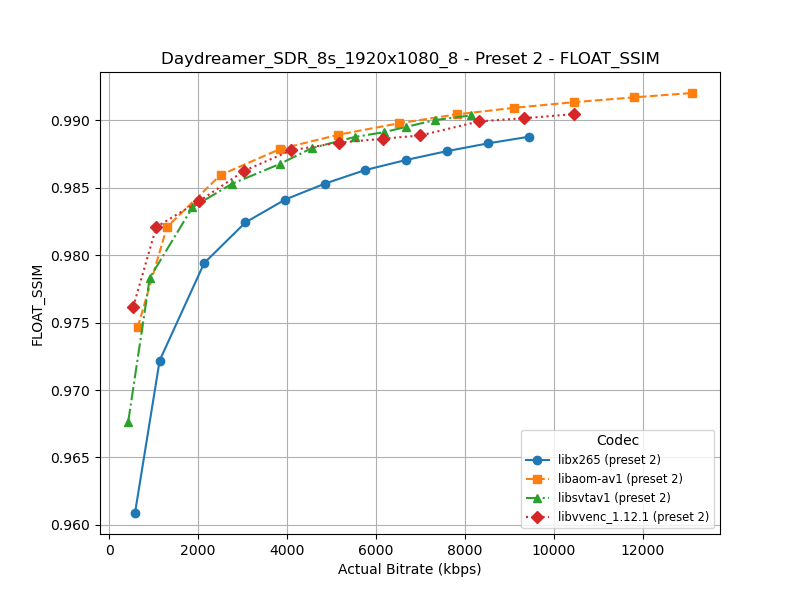 Daydreamer_SDR_8s_1920x1080_8 - Preset 2 - FLOAT_SSIM
FLOAT_SSIM
0.990
0.985
0.980
0.975
0.970
0.965
0.960
Codec
libx265 (preset 2)
libaom-av1 (preset 2)
libsvtav1 (preset 2)
libvvenc_1.12.1 (preset 2)
0 2000 4000 6000 8000 10000 12000
Actual Bitrate (kbps)